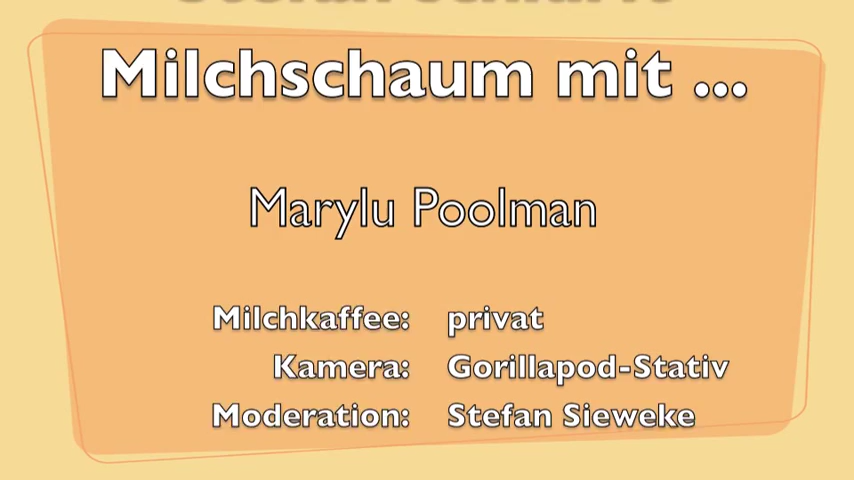 Milchschaum mit ...
Marylu Poolman
Milchkaffee: privat
Kamera: Gorillapod-Stativ
Moderation: Stefan Sieweke